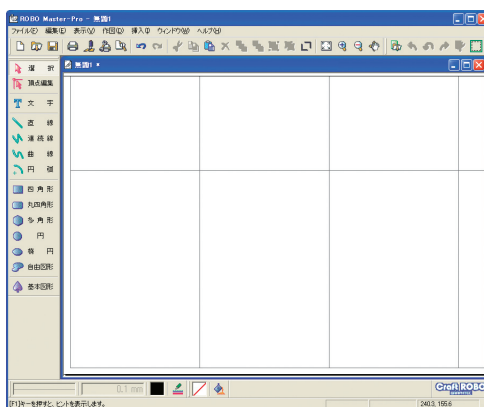 ROBO Master-Pro - 無題1
ファイル(F) 編集(E) 表示(V) 作図(D) 挿入(I) ウィンドウ(W) ヘルプ(H)
無題1
選 択
頂点編集
文 字
直 線
連 続 線
曲 線
円 弧
四 角 形
丸四角形
多 角 形
円
楕 円
自由図形
基本図形
0.1 mm
Craft ROBO
[F1]キーを押すと、ヒントを表示します。
240.3, 155.6